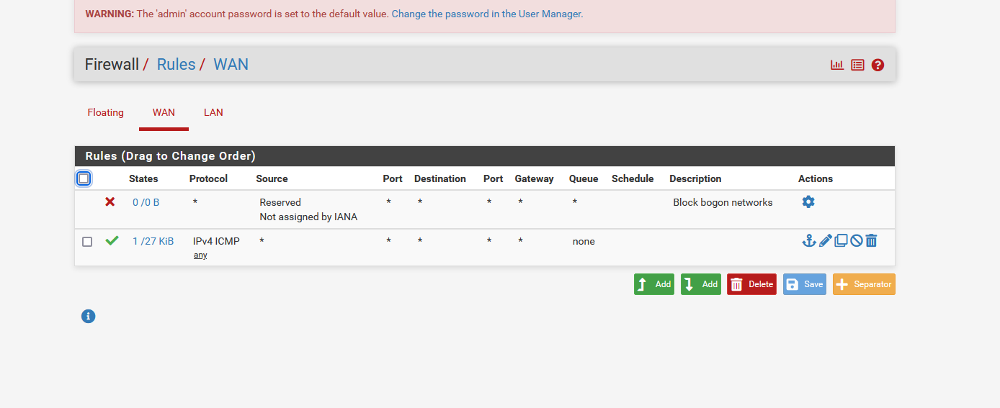 WARNING: The 'admin' account password is set to the default value. Change the password in the User Manager.
Firewall / Rules / WAN
Floating WAN LAN
Rules (Drag to Change Order)
States Protocol Source Port Destination Port Gateway Queue Schedule Description Actions
0 /0 B * Reserved * * * * * Block bogon networks
Not assigned by IANA
1 /27 KiB IPv4 ICMP * * * * * none
any
Add Add Delete Save Separator